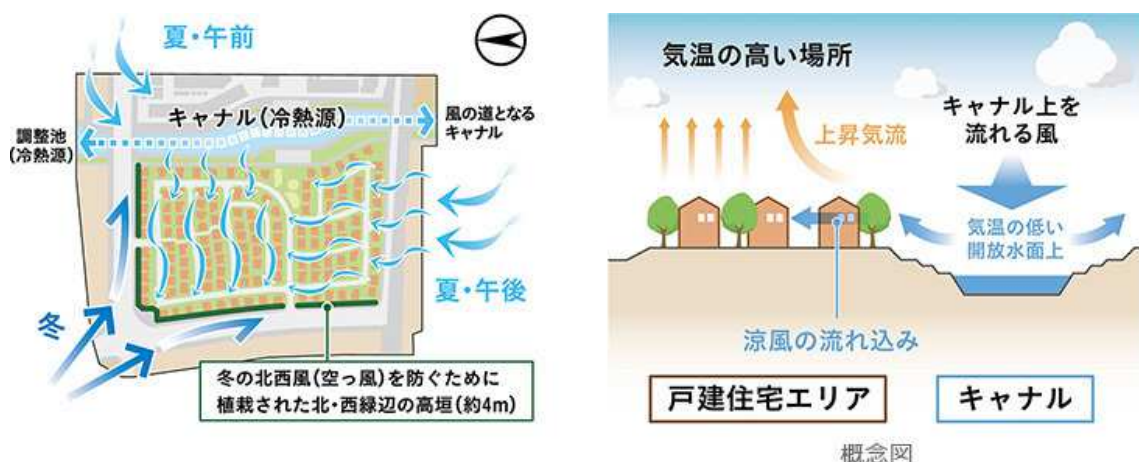 夏・午前
キャナル(冷熱源)
調整池
(冷熱源)
風の道となる
キャナル
夏・午後
冬
冬の北西風(空っ風)を防ぐために
植栽された北・西緑辺の高垣(約4m)
気温の高い場所
上昇気流
キャナル上を
流れる風
気温の低い
開放水面上
涼風の流れ込み
戸建住宅エリア
キャナル
概念図